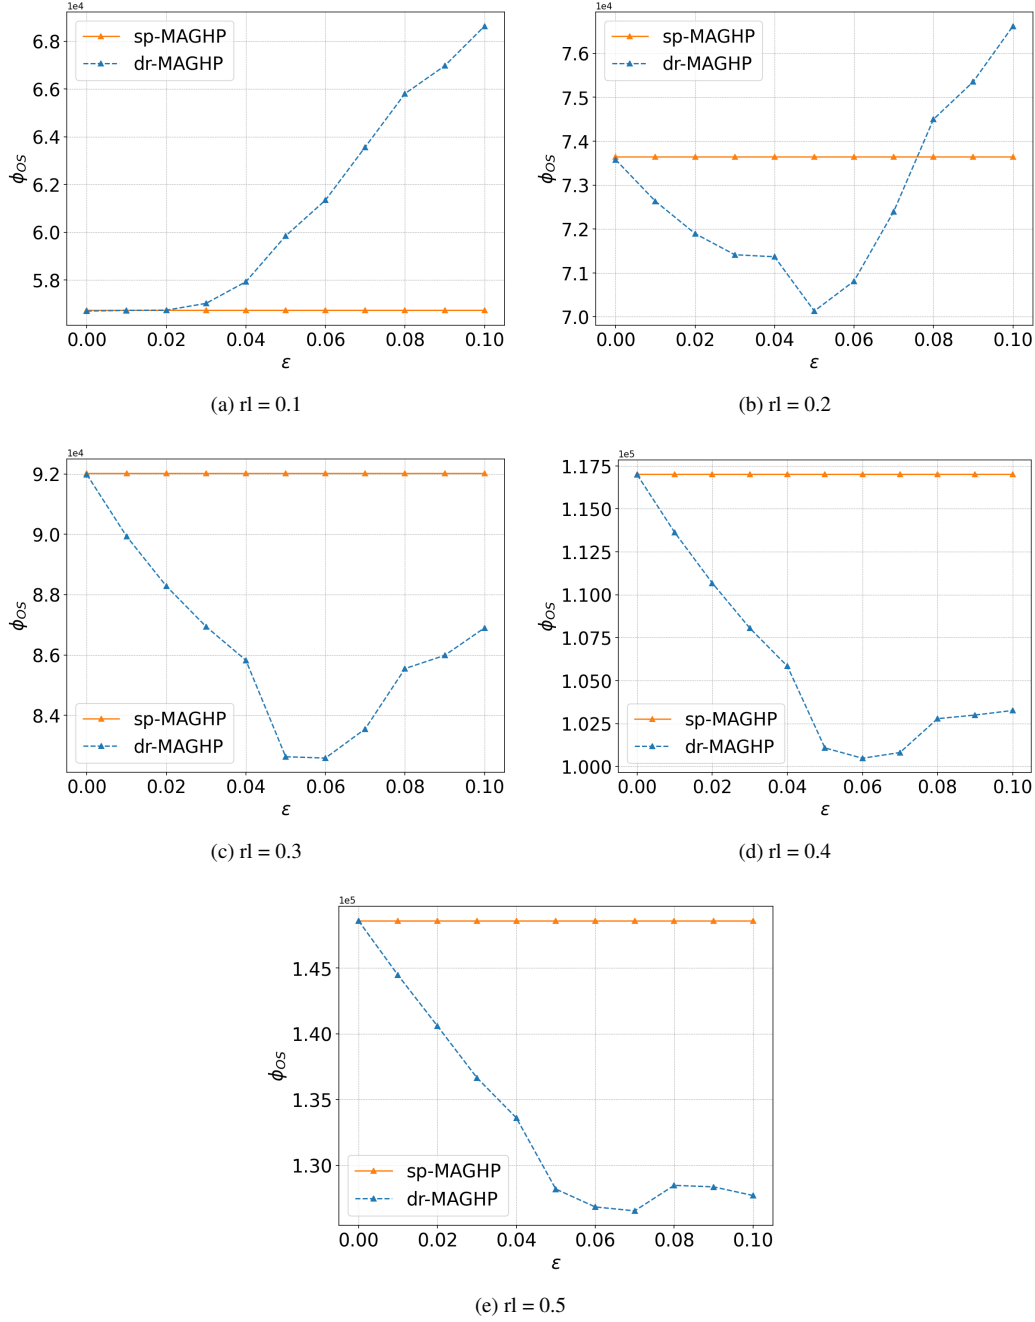 1e4
sp-MAGHP
dr-MAGHP
6.8
6.6
6.4
6.2
6.0
5.8
ϕOS
0.00 0.02 0.04 0.06 0.08 0.10
ε
(a) rl = 0.1
1e4
sp-MAGHP
dr-MAGHP
7.6
7.5
7.4
7.3
7.2
7.1
7.0
ϕOS
0.00 0.02 0.04 0.06 0.08 0.10
ε
(b) rl = 0.2
1e4
9.2
9.0
8.8
8.6
8.4
ϕOS
sp-MAGHP
dr-MAGHP
0.00 0.02 0.04 0.06 0.08 0.10
ε
(c) rl = 0.3
1e5
1.175
1.150
1.125
1.100
1.075
1.050
1.025
1.000
ϕOS
sp-MAGHP
dr-MAGHP
0.00 0.02 0.04 0.06 0.08 0.10
ε
(d) rl = 0.4
1e5
1.45
1.40
1.35
1.30
ϕOS
sp-MAGHP
dr-MAGHP
0.00 0.02 0.04 0.06 0.08 0.10
ε
(e) rl = 0.5